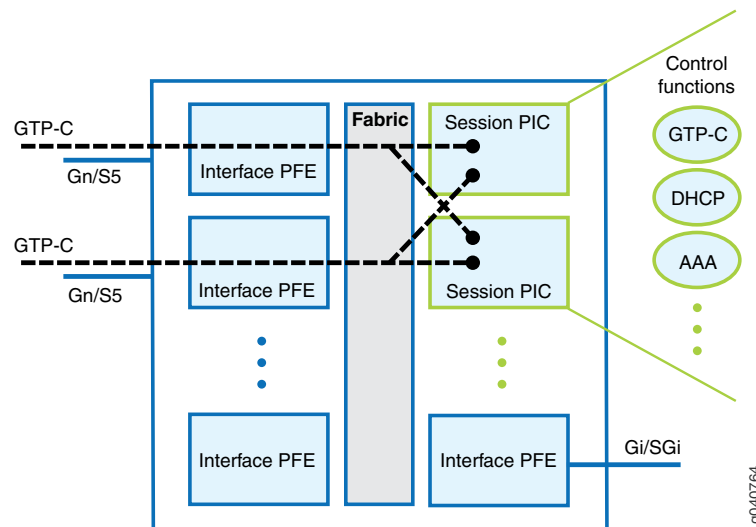 Control
functions
Fabric
Session PIC
GTP-C
GTP-C
Interface PFE
Gn/S5
DHCP
GTP-C
AAA
Interface PFE
Session PIC
Gn/S5
Interface PFE
Interface PFE
Gi/SGi
g040764